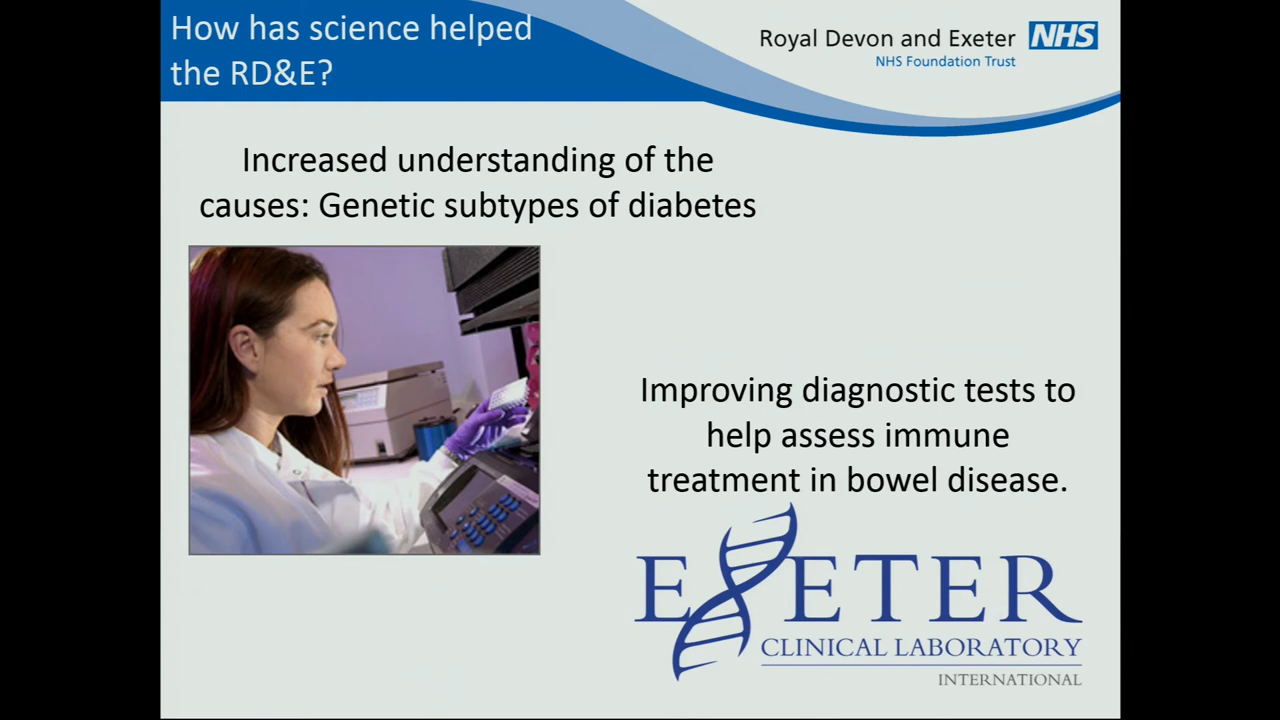 How has science helped
the RD&E?
Royal Devon and Exeter NHS
NHS Foundation Trust
Increased understanding of the
causes: Genetic subtypes of diabetes
Improving diagnostic tests to
help assess immune
treatment in bowel disease.
EXETER
CLINICAL LABORATORY
INTERNATIONAL